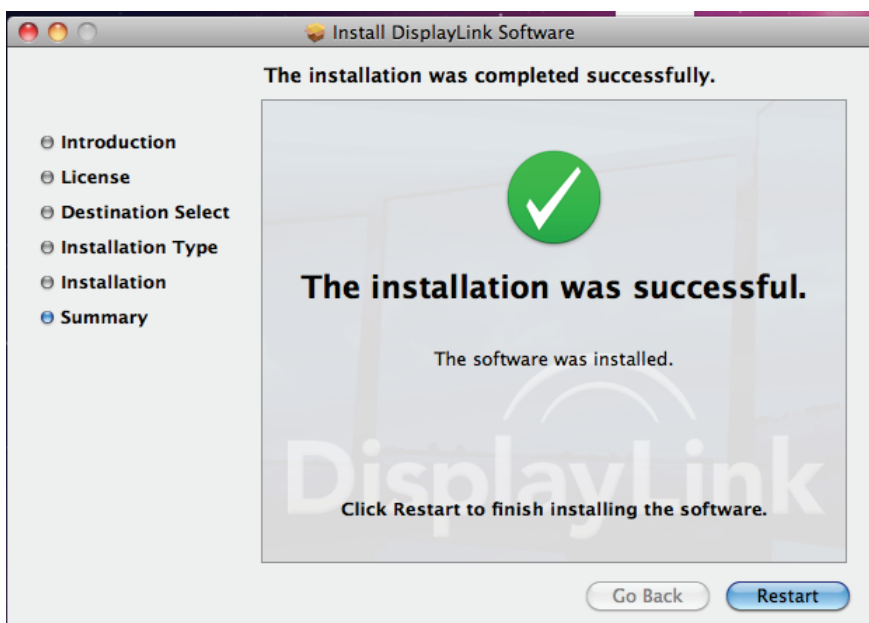 Install DisplayLink Software
The installation was completed successfully.
Introduction
License
Destination Select
Installation Type
Installation
Summary
The installation was successful.
The software was installed.
DisplayLink
Click Restart to finish installing the software.
Go Back
Restart